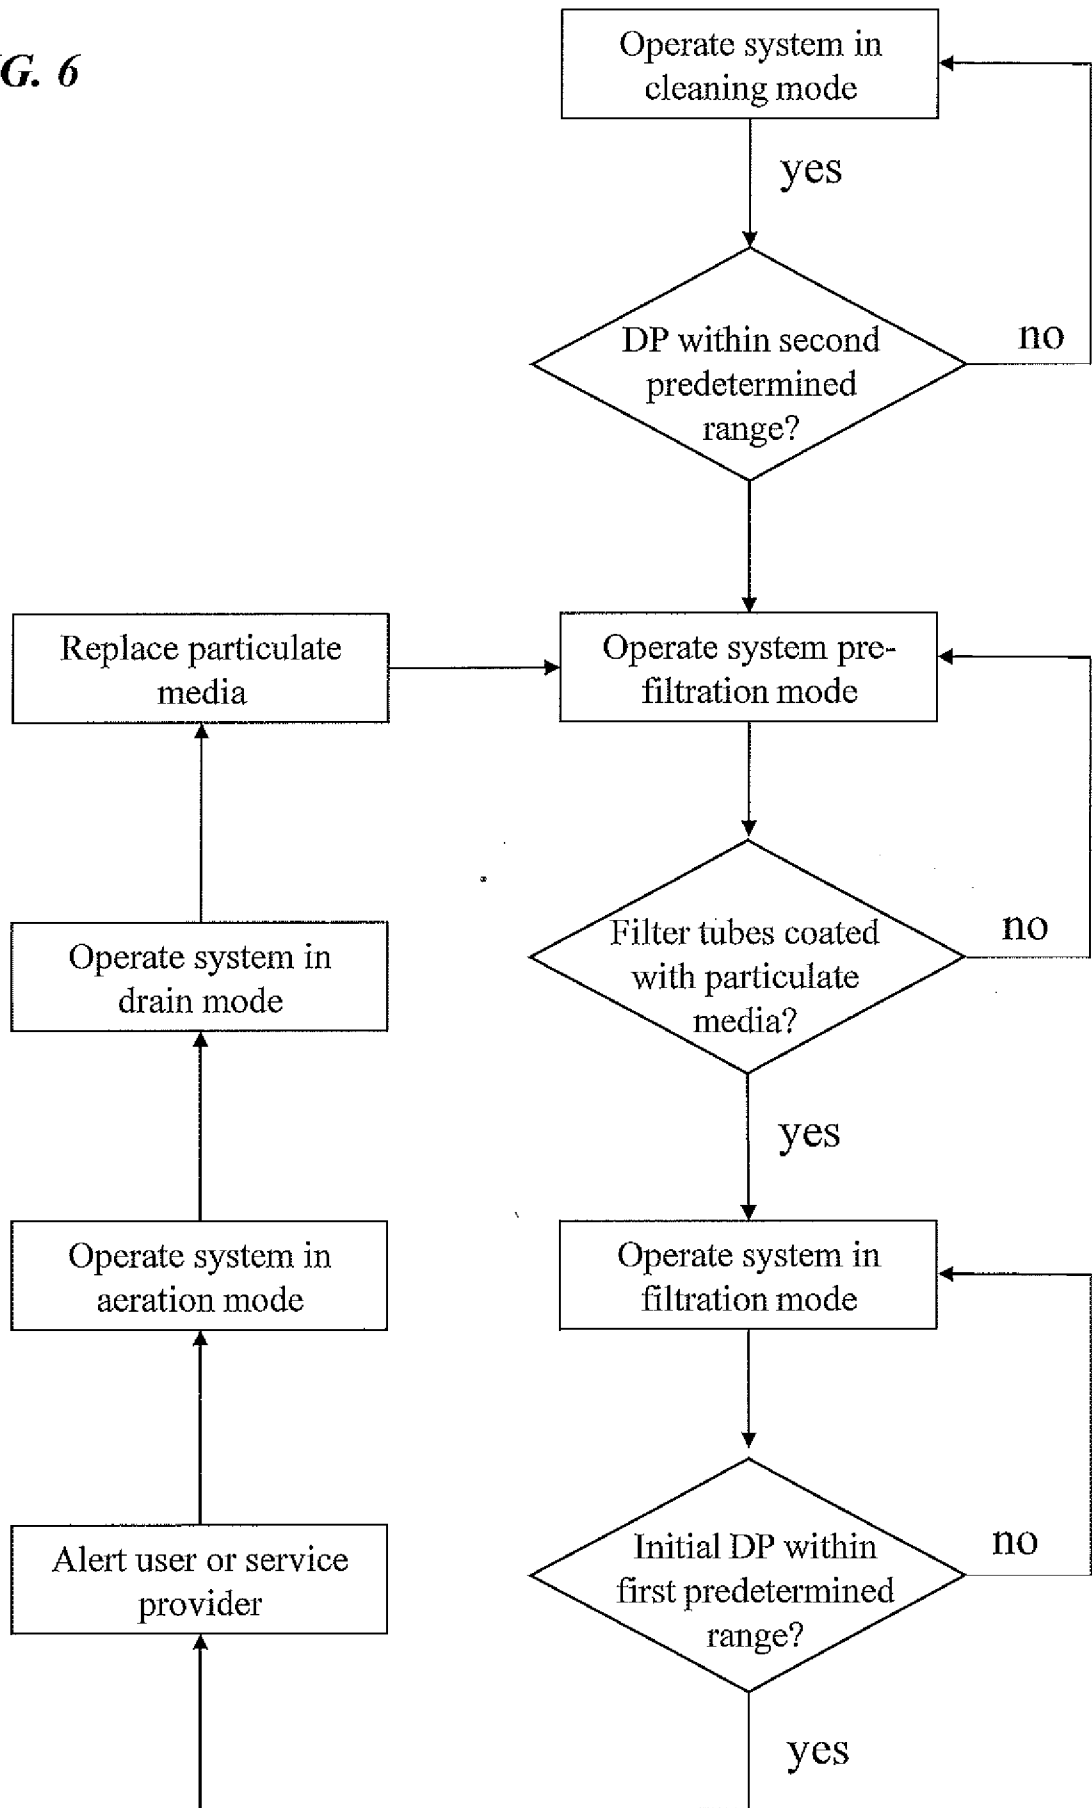 G. 6
Operate system in
cleaning mode
yes
DP within second
predetermined
range?
no
Replace particulate
media
Operate system pre-
filtration mode
Operate system in
drain mode
Filter tubes coated
with particulate
media?
no
yes
Operate system in
aeration mode
Operate system in
filtration mode
Alert user or service
provider
Initial DP within
first predetermined
range?
no
yes